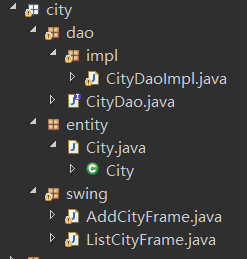 city
dao
impl
CityDaoImpl.java
CityDao.java
entity
City.java
City
swing
AddCityFrame.java
ListCityFrame.java